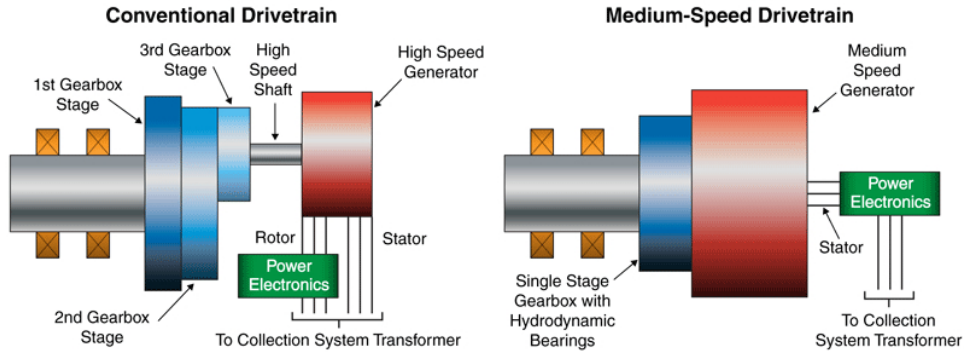 Conventional Drivetrain
3rd Gearbox
Stage
High
Speed
Shaft
High Speed
Generator
1st Gearbox
Stage
Rotor
Stator
Power
Electronics
2nd Gearbox
Stage
To Collection System Transformer
Medium-Speed Drivetrain
Medium
Speed
Generator
Power
Electronics
Stator
Single Stage
Gearbox with
Hydrodynamic
Bearings
To Collection
System Transformer